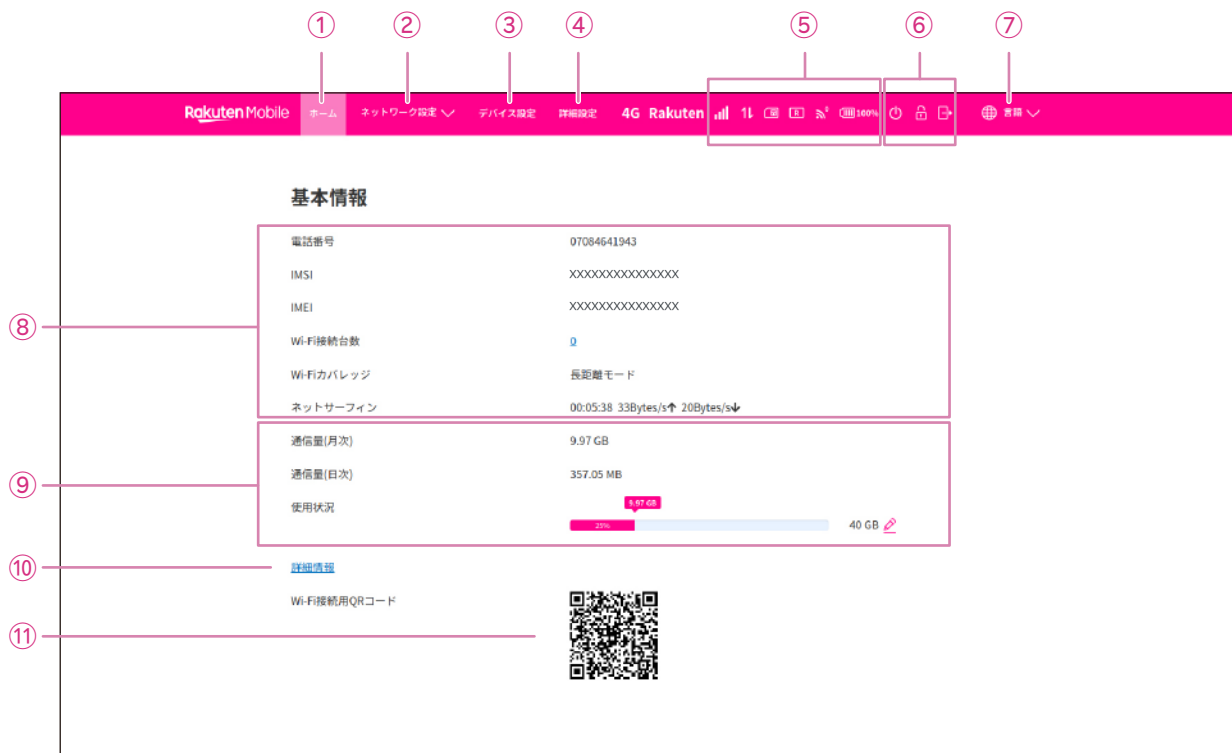 ① ② ③ ④ ⑤ ⑥ ⑦
Rakuten Mobile ホーム ネットワーク設定 デバイス設定 詳細設定 4G Rakuten R 100% 言語
基本情報
電話番号 07084641943
IMSI XXXXXXXXXXXXXXX
IMEI XXXXXXXXXXXXXXX
⑧
Wi-Fi接続台数 0
Wi-Fiカバレッジ 長距離モード
ネットサーフィン 00:05:38 33Bytes/s↑ 20Bytes/s↓
通信量(月次) 9.97 GB
通信量(日次) 357.05 MB
⑨
使用状況 9.97 GB
25% 40 GB
⑩ 詳細情報
Wi-Fi接続用QRコード
⑪